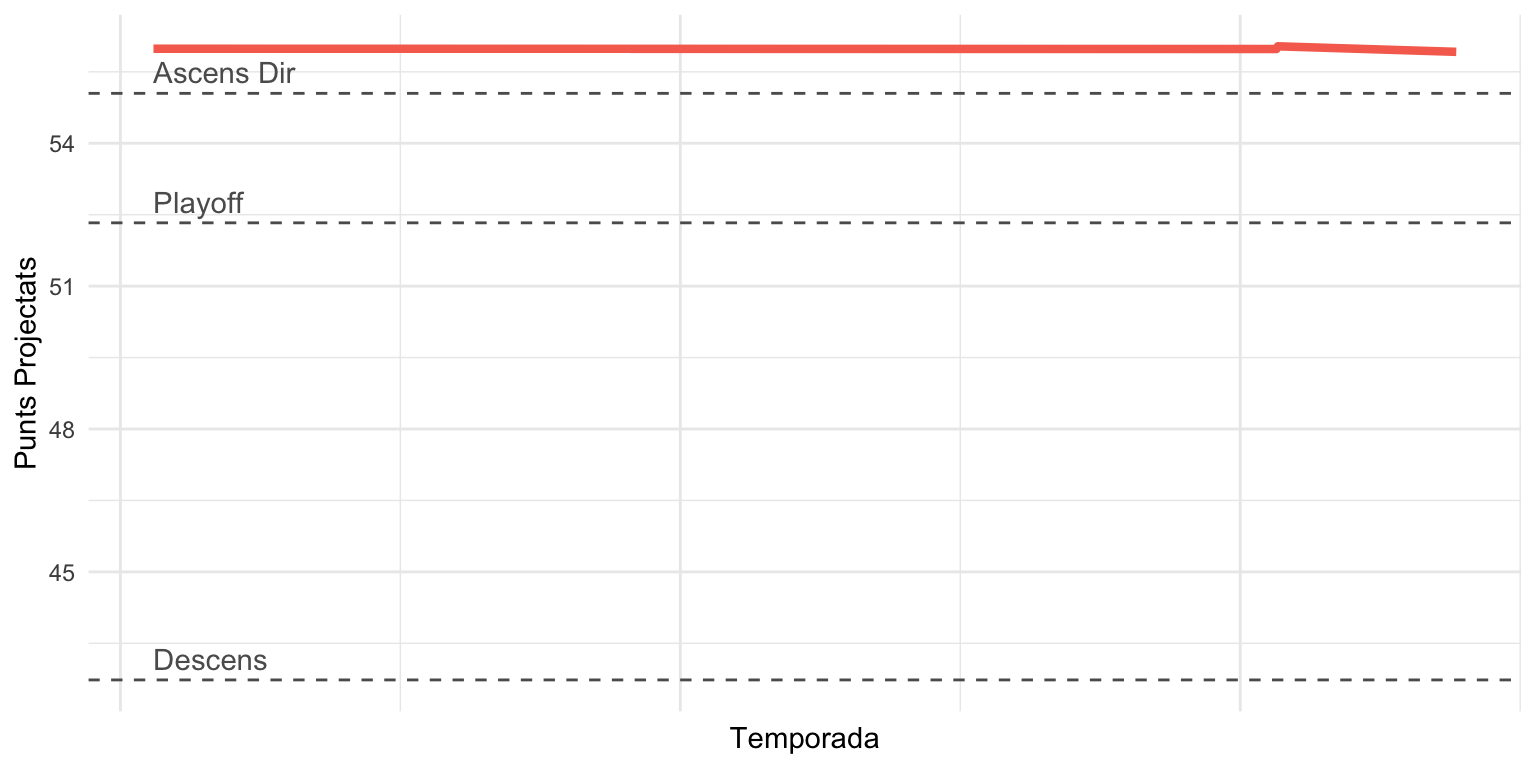 Ascens Dir
54
Playoff
51
Punts Projectats
48
45
Descens
Temporada